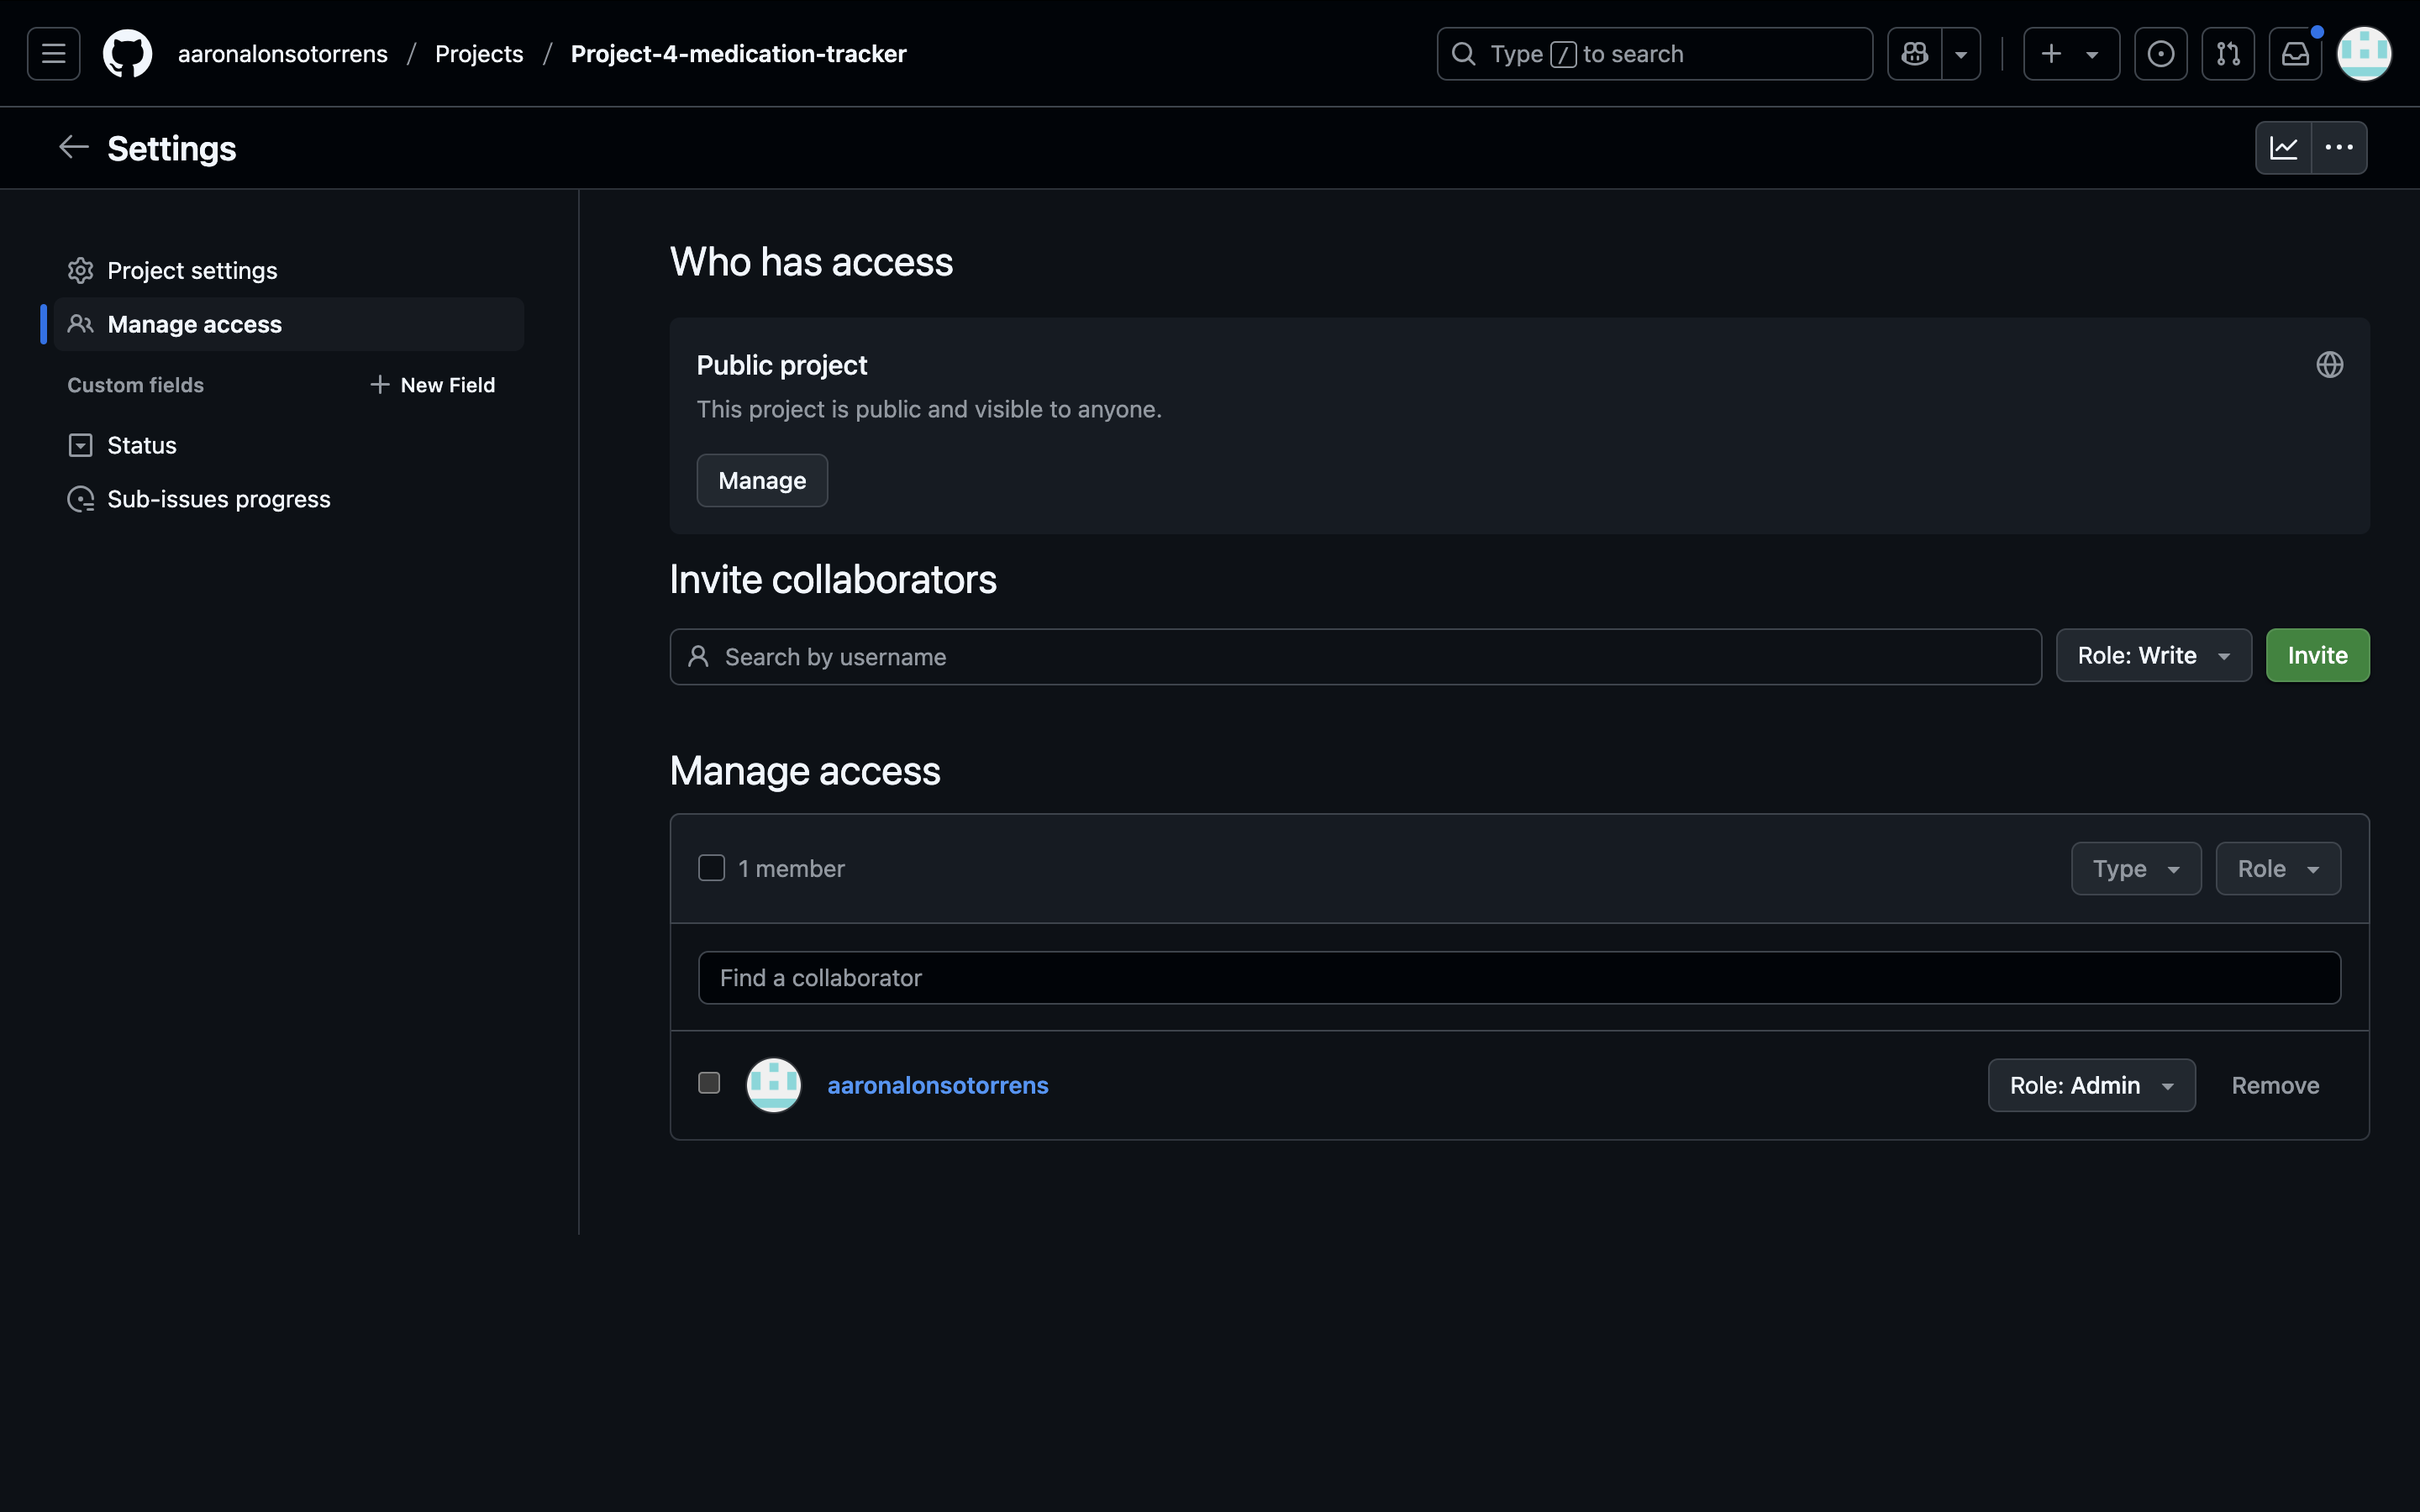 aaronalonsotorrens / Projects / Project-4-medication-tracker
Type / to search
Settings
Project settings
Manage access
Custom fields
New Field
Status
Sub-issues progress
Who has access
Public project
This project is public and visible to anyone.
Manage
Invite collaborators
Search by username
Role: Write
Invite
Manage access
1 member
Type
Role
Find a collaborator
aaronalonsotorrens
Role: Admin
Remove